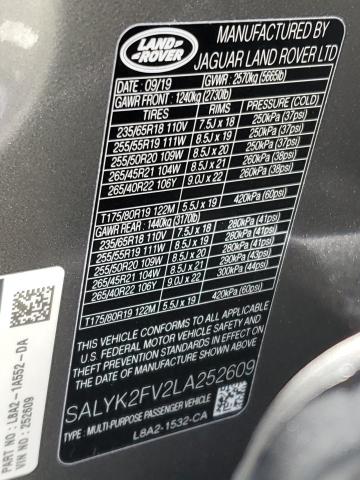 LAND-
ROVER
MANUFACTURED BY
JAGUAR LAND ROVER LTD
DATE : 09/19 GVWR : 2570kg (5665lb)
GAWR FRONT : 1240kg (2730lb)
TIRES RIMS PRESSURE (COLD)
235/65R18 110V 7.5J x 18 250kPa (37psi)
255/55R19 111W 8.5J x 19 250kPa (37psi)
255/50R20 109W 8.5J x 20 250kPa (37psi)
265/45R21 104W 8.5J x 21 260kPa (38psi)
265/40R22 106Y 9.0J x 22 260kPa (38psi)
T175/80R19 122M 5.5J x 19 420kPa (60psi)
GAWR REAR : 1440kg (3170lb)
235/65R18 110V 7.5J x 18 280kPa (41psi)
255/55R19 111W 8.5J x 19 280kPa (41psi)
255/50R20 109W 8.5J x 20 280kPa (41psi)
265/45R21 104W 8.5J x 21 290kPa (43psi)
265/40R22 106Y 9.0J x 22 300kPa (44psi)
T175/80R19 122M 5.5J x 19 420kPa (60psi)
THIS VEHICLE CONFORMS TO ALL APPLICABLE
U.S. FEDERAL MOTOR VEHICLE SAFETY AND
THEFT PREVENTION STANDARDS IN EFFECT ON
THE DATE OF MANUFACTURE SHOWN ABOVE
SALYK2FV2LA252609
TYPE : MULTI-PURPOSE PASSENGER VEHICLE
L8A2-1532-CA
PART NO.: L8A2-1A552-DA
VIN NO: 252609